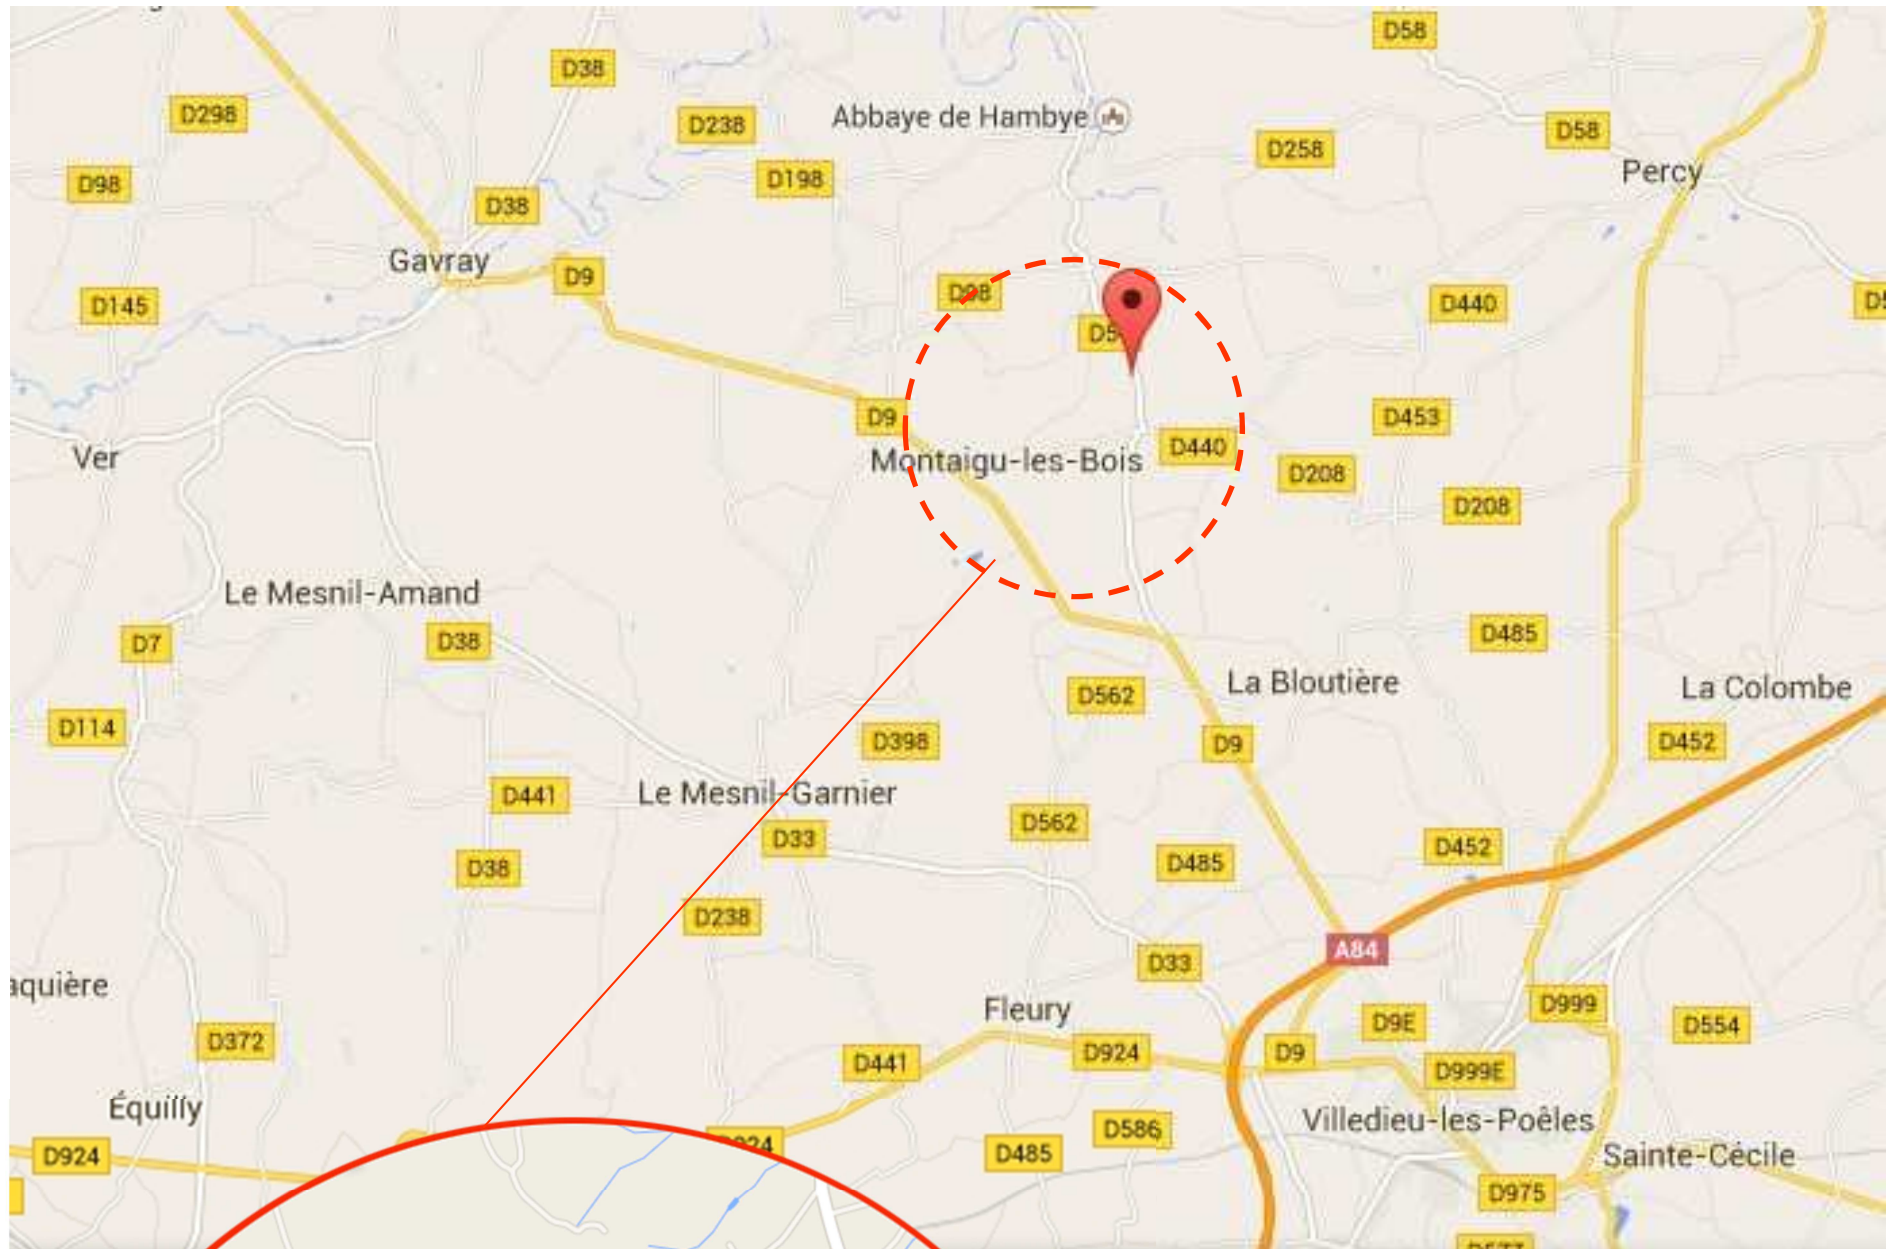 D58
D38
D298
D238
Abbaye de Hambye
D58
D258
Percy
D98
D198
D38
Gavray
D9
D98
D145
D440
D9
D453
D440
Ver
Montaigu-les-Bois
D208
D208
Le Mesnil-Amand
D7
D38
D485
La Bloutière
La Colombe
D562
D114
D398
D9
D452
D441
Le Mesnil-Garnier
D562
D33
D452
D485
D38
D238
A84
D33
aquière
D999
Fleury
D9E
D554
D372
D924
D9
D441
D999E
Équilly
Villedieu-les-Poêles
D586
D924
D485
D924
Sainte-Cécile
D975